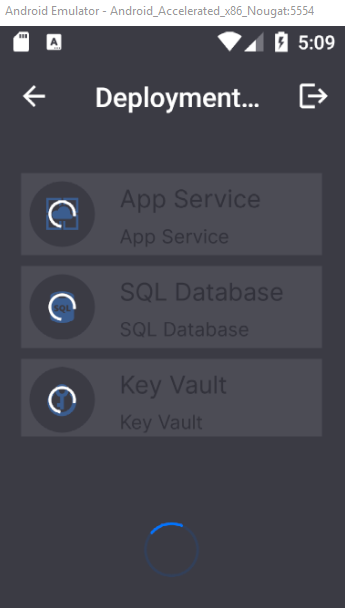 Android Emulator - Android_Accelerated_x86_Nougat:5554
A
5:09
Deployment...
App Service
App Service
SQL
SQL Database
SQL Database
Key Vault
Key Vault